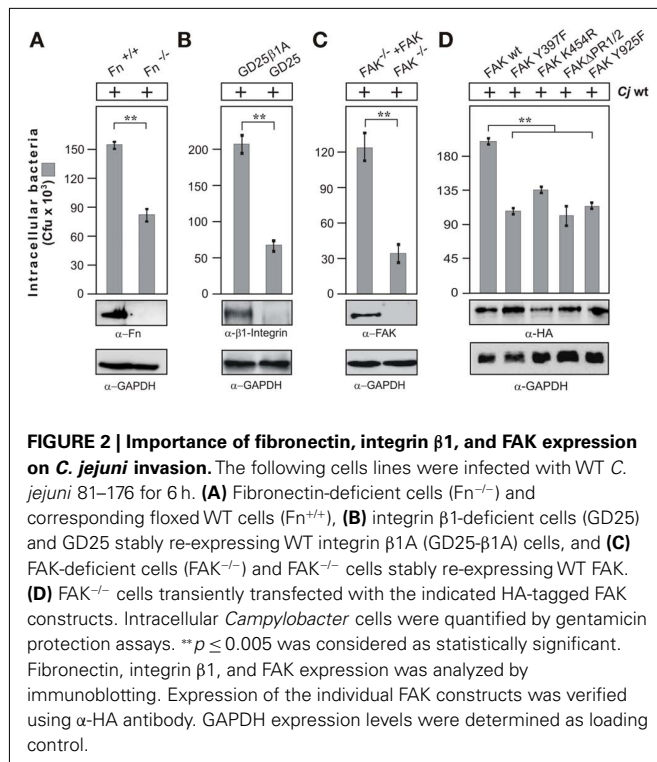 A
B
C
D
Fn+/+
Fn-/-
GD25β1A
GD25
FAK-/- +FAK
FAK-/-
FAK wt
FAK Y397F
FAK K454R
FAKΔPR1/2
FAK Y925F
+ + + + + + + + + + + Cj wt
**
**
**
**
Intracellular bacteria
(Cfu x 10³)
150
120
90
60
30
0
200
150
100
50
0
120
90
60
30
0
180
135
90
45
0
α–Fn
α-β1-Integrin
α–FAK
α-HA
α–GAPDH
α–GAPDH
α–GAPDH
α-GAPDH
FIGURE 2 | Importance of fibronectin, integrin β1, and FAK expression
on C. jejuni invasion. The following cells lines were infected with WT C.
jejuni 81–176 for 6 h. (A) Fibronectin-deficient cells (Fn−/−) and
corresponding floxed WT cells (Fn+/+), (B) integrin β1-deficient cells (GD25)
and GD25 stably re-expressing WT integrin β1A (GD25-β1A) cells, and (C)
FAK-deficient cells (FAK−/−) and FAK−/− cells stably re-expressing WT FAK.
(D) FAK−/− cells transiently transfected with the indicated HA-tagged FAK
constructs. Intracellular Campylobacter cells were quantified by gentamicin
protection assays. **p ≤ 0.005 was considered as statistically significant.
Fibronectin, integrin β1, and FAK expression was analyzed by
immunoblotting. Expression of the individual FAK constructs was verified
using α-HA antibody. GAPDH expression levels were determined as loading
control.